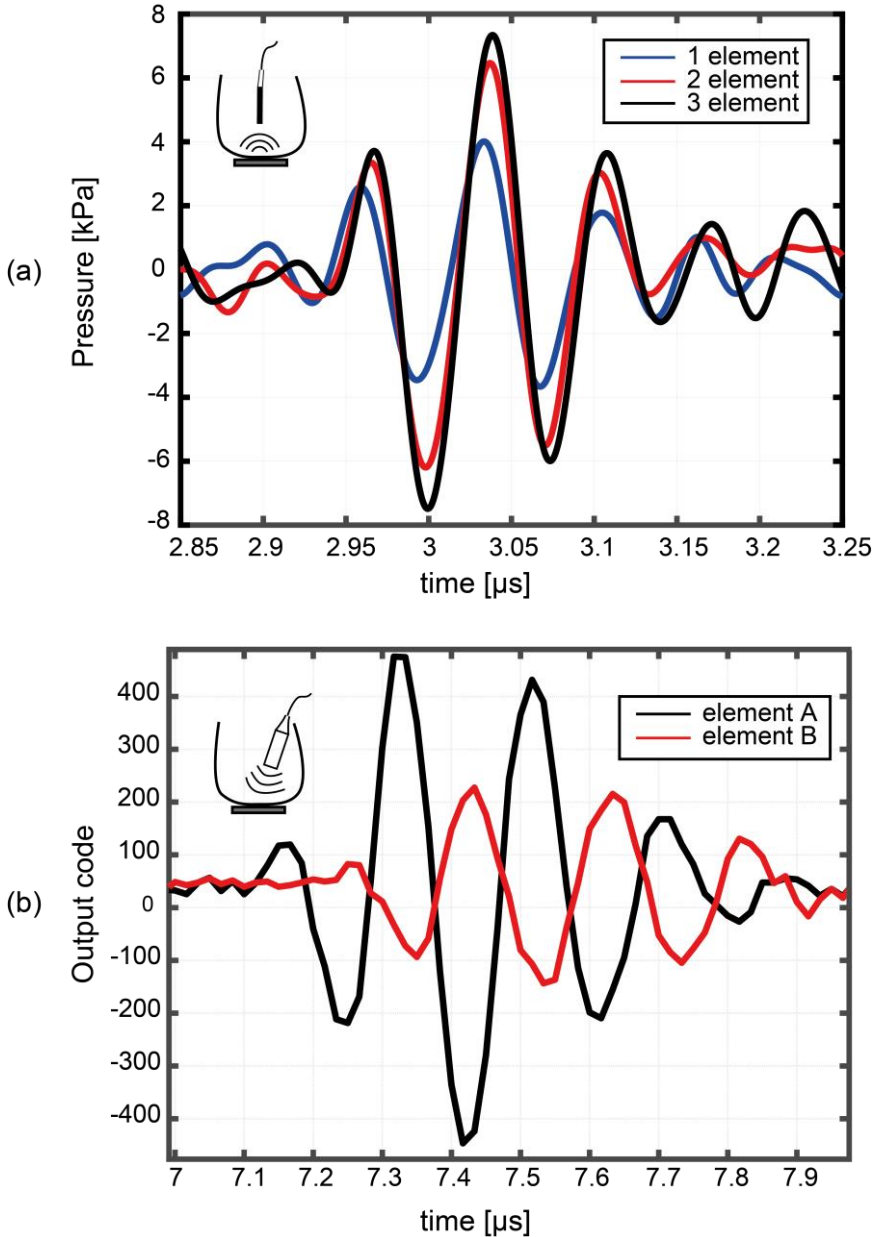 (a)
Pressure [kPa]
8
6
4
2
0
-2
-4
-6
-8
1 element
2 element
3 element
2.85 2.9 2.95 3 3.05 3.1 3.15 3.2 3.25
time [µs]
(b)
Output code
400
300
200
100
0
-100
-200
-300
-400
element A
element B
7 7.1 7.2 7.3 7.4 7.5 7.6 7.7 7.8 7.9
time [µs]